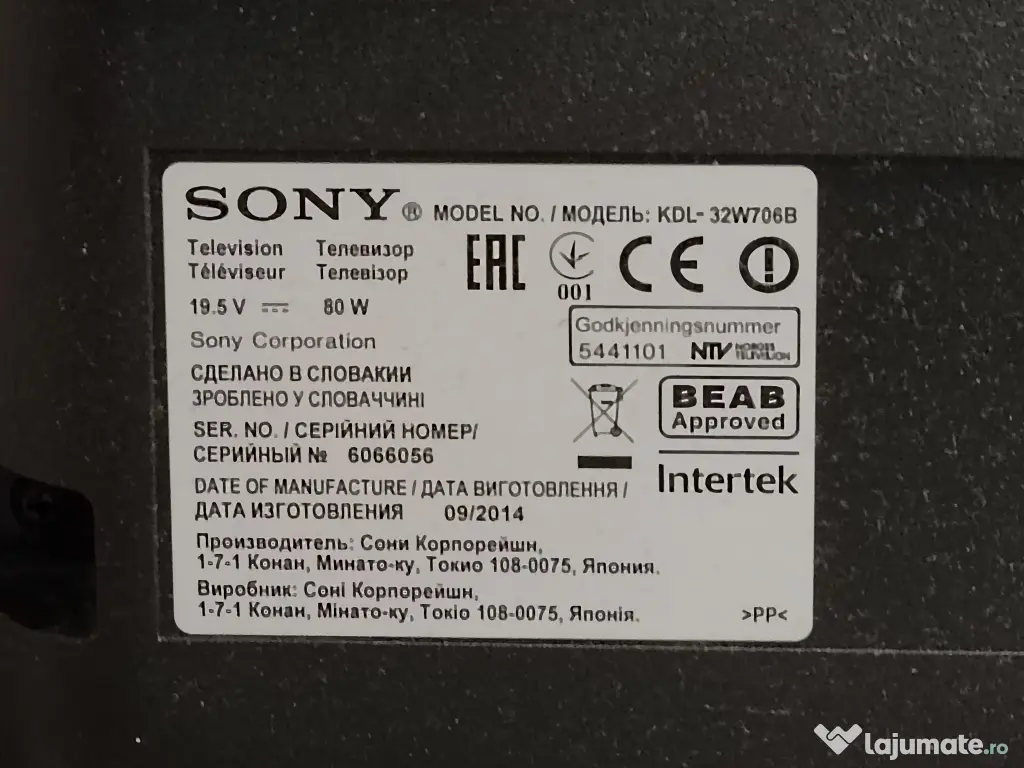 SONY® MODEL NO. / МОДЕЛЬ: KDL- 32W706B
Television Телевизор
Téléviseur Телевізор
19.5 V 80 W
Sony Corporation
СДЕЛАНО В СЛОВАКИИ
ЗРОБЛЕНО У СЛОВАЧЧИНІ
SER. NO. / СЕРІЙНИЙ НОМЕР/
СЕРИЙНЫЙ № 6066056
DATE OF MANUFACTURE / ДАТА ВИГОТОВЛЕННЯ /
ДАТА ИЗГОТОВЛЕНИЯ 09/2014
Производитель: Сони Корпорейшн,
1-7-1 Конан, Минато-ку, Токио 108-0075, Япония.
Виробник: Соні Корпорейшн,
1-7-1 Конан, Мінато-ку, Токіо 108-0075, Японія.
EAC
001
CE
Godkjenningsnummer
5441101 NTV NORGES TELEVISJON
BEAB
Approved
Intertek
>PP<
lajumate.ro